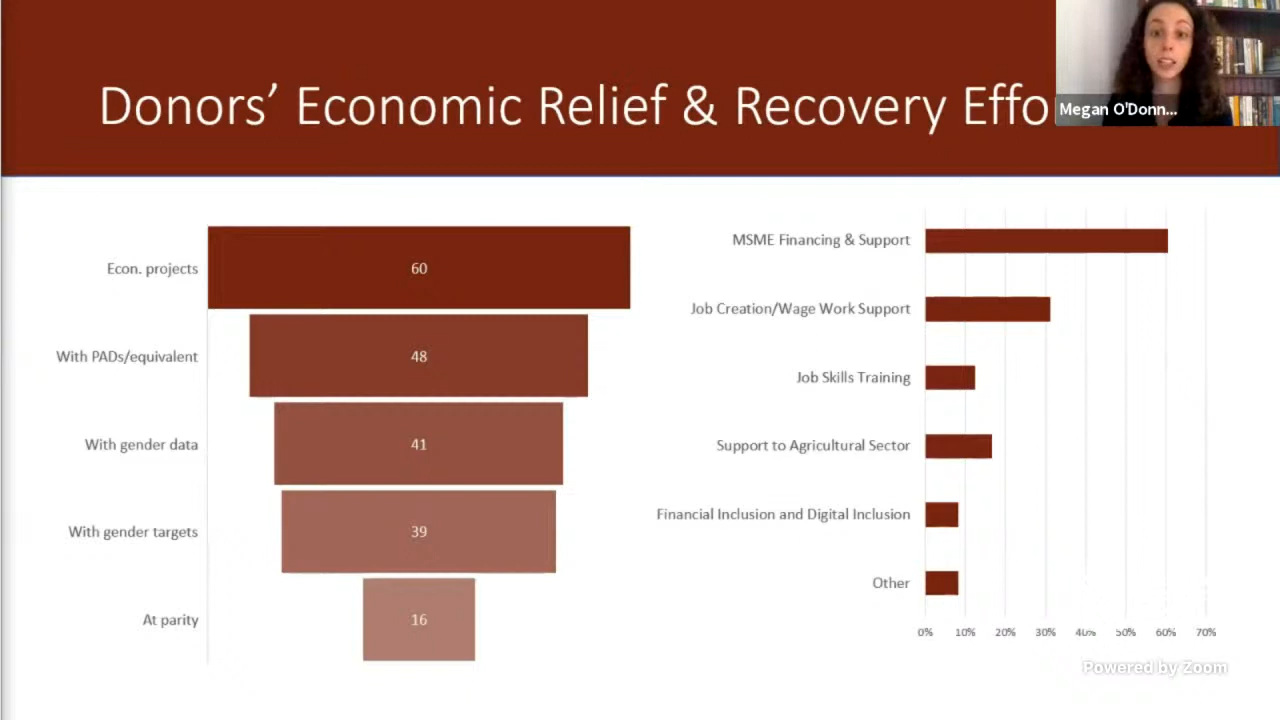 Donors’ Economic Relief & Recovery Effo
Megan O'Donn...
Econ. projects
60
With PADs/equivalent
48
With gender data
41
With gender targets
39
At parity
16
MSME Financing & Support
Job Creation/Wage Work Support
Job Skills Training
Support to Agricultural Sector
Financial Inclusion and Digital Inclusion
Other
0% 10% 20% 30% 40% 50% 60% 70%
Powered by Zoom